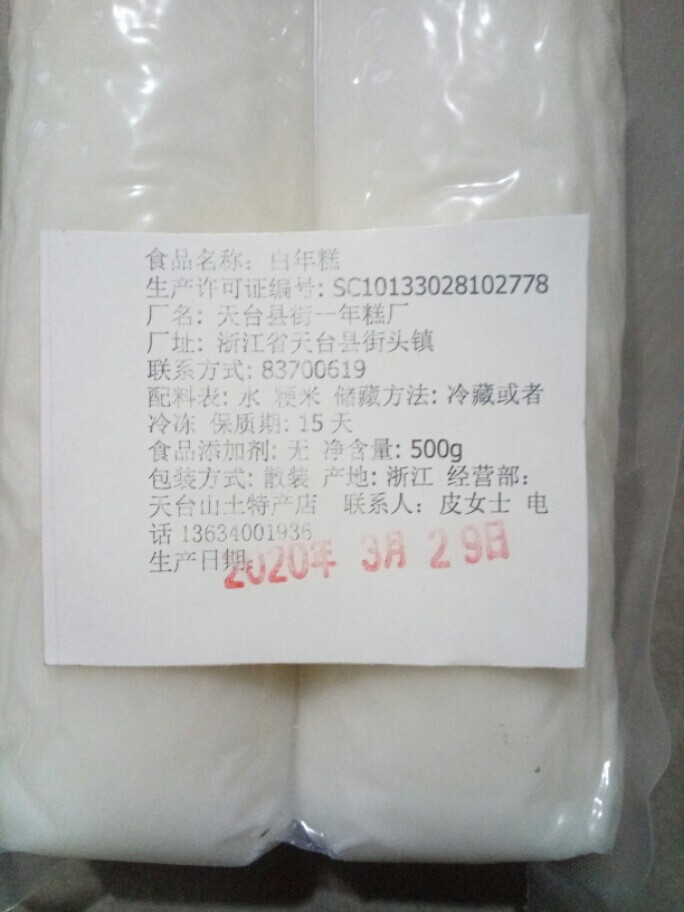 食品名称: 白年糕
生产许可证编号: SC10133028102778
厂名: 天台县街一年糕厂
厂址: 浙江省天台县街头镇
联系方式: 83700619
配料表: 水 粳米 储藏方法: 冷藏或者
冷冻 保质期: 15天
食品添加剂: 无 净含量: 500g
包装方式: 散装 产地: 浙江 经营部:
天台山土特产店 联系人: 皮女士 电
话 13634001936
生产日期: 2020年 3月 29日